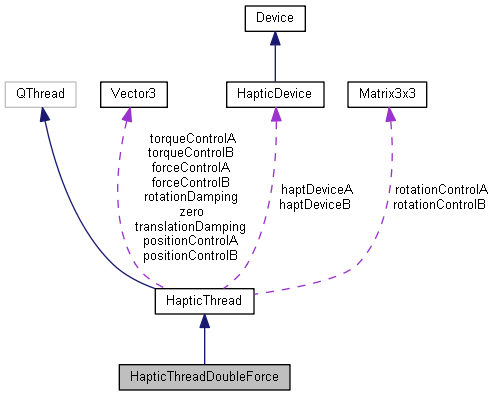 Device
QThread
Vector3
HapticDevice
Matrix3x3
torqueControlA
torqueControlB
forceControlA
forceControlB
rotationDamping
zero
translationDamping
positionControlA
positionControlB
haptDeviceA
haptDeviceB
rotationControlA
rotationControlB
HapticThread
HapticThreadDoubleForce